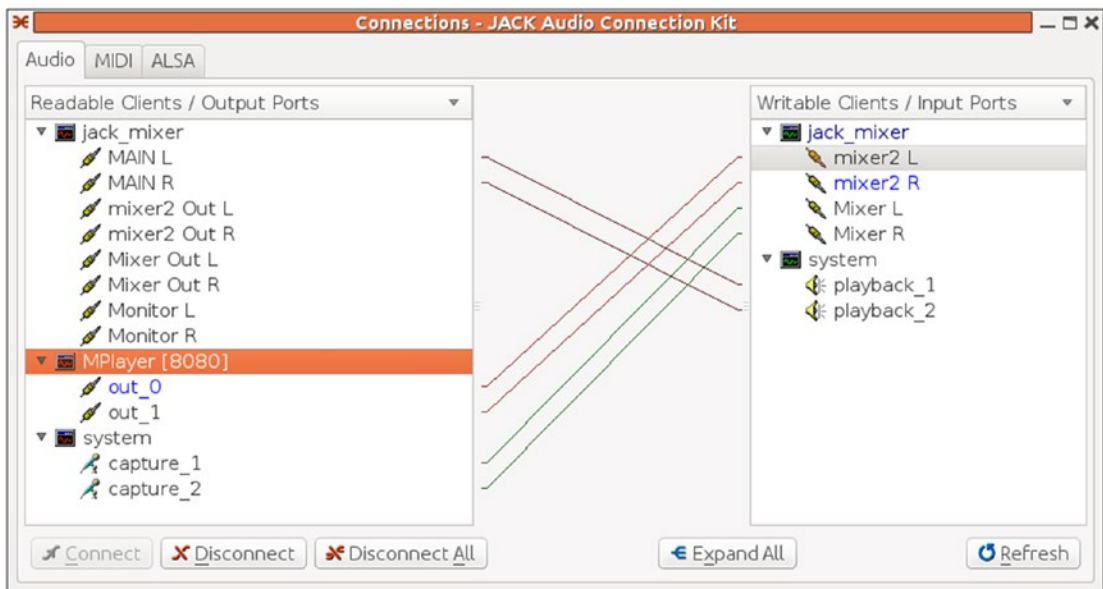 Connections - JACK Audio Connection Kit
Audio MIDI ALSA
Readable Clients / Output Ports
jack_mixer
MAIN L
MAIN R
mixer2 Out L
mixer2 Out R
Mixer Out L
Mixer Out R
Monitor L
Monitor R
MPlayer [8080]
out_0
out_1
system
capture_1
capture_2
Writable Clients / Input Ports
jack_mixer
mixer2 L
mixer2 R
Mixer L
Mixer R
system
playback_1
playback_2
Connect Disconnect Disconnect All Expand All Refresh